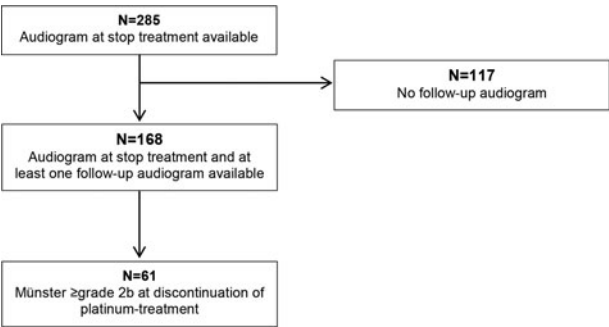 N=285
Audiogram at stop treatment available
N=117
No follow-up audiogram
N=168
Audiogram at stop treatment and at
least one follow-up audiogram available
N=61
Münster ≥grade 2b at discontinuation of
platinum-treatment